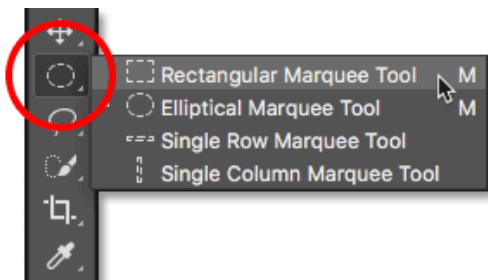 Rectangular Marquee Tool M
Elliptical Marquee Tool M
Single Row Marquee Tool
Single Column Marquee Tool